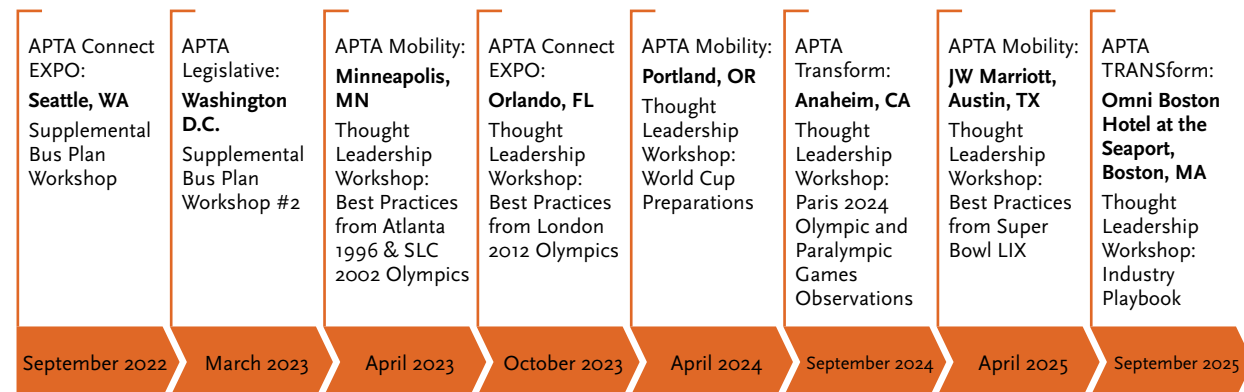 APTA Connect
EXPO:
Seattle, WA
Supplemental
Bus Plan
Workshop
September 2022
APTA
Legislative:
Washington
D.C.
Supplemental
Bus Plan
Workshop #2
March 2023
APTA Mobility:
Minneapolis,
MN
Thought
Leadership
Workshop:
Best Practices
from Atlanta
1996 & SLC
2002 Olympics
April 2023
APTA Connect
EXPO:
Orlando, FL
Thought
Leadership
Workshop:
Best Practices
from London
2012 Olympics
October 2023
APTA Mobility:
Portland, OR
Thought
Leadership
Workshop:
World Cup
Preparations
April 2024
APTA
Transform:
Anaheim, CA
Thought
Leadership
Workshop:
Paris 2024
Olympic and
Paralympic
Games
Observations
September 2024
APTA Mobility:
JW Marriott,
Austin, TX
Thought
Leadership
Workshop:
Best Practices
from Super
Bowl LIX
April 2025
APTA
TRANSform:
Omni Boston
Hotel at the
Seaport,
Boston, MA
Thought
Leadership
Workshop:
Industry
Playbook
September 2025